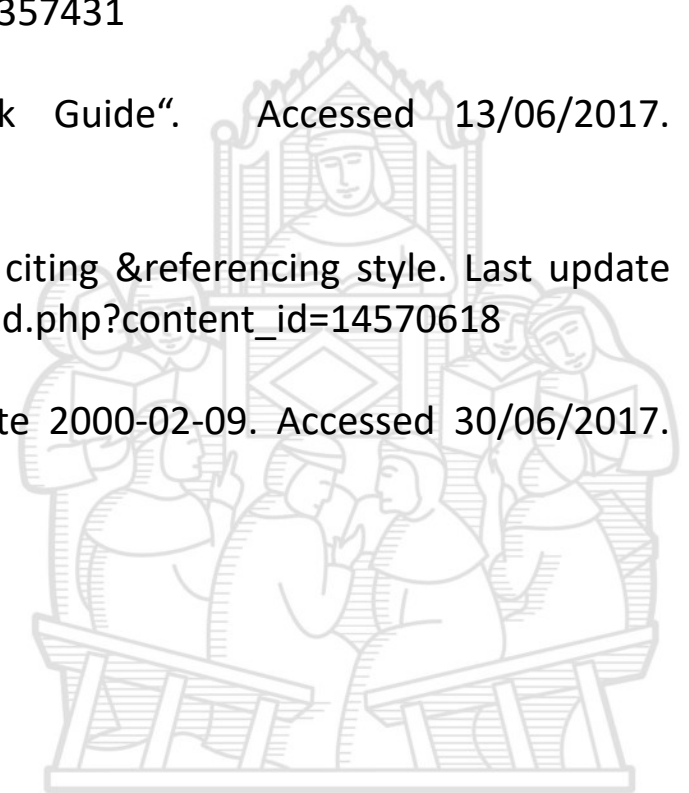 357431
k Guide“. Accessed 13/06/2017.
citing &referencing style. Last update
d.php?content_id=14570618
te 2000-02-09. Accessed 30/06/2017.